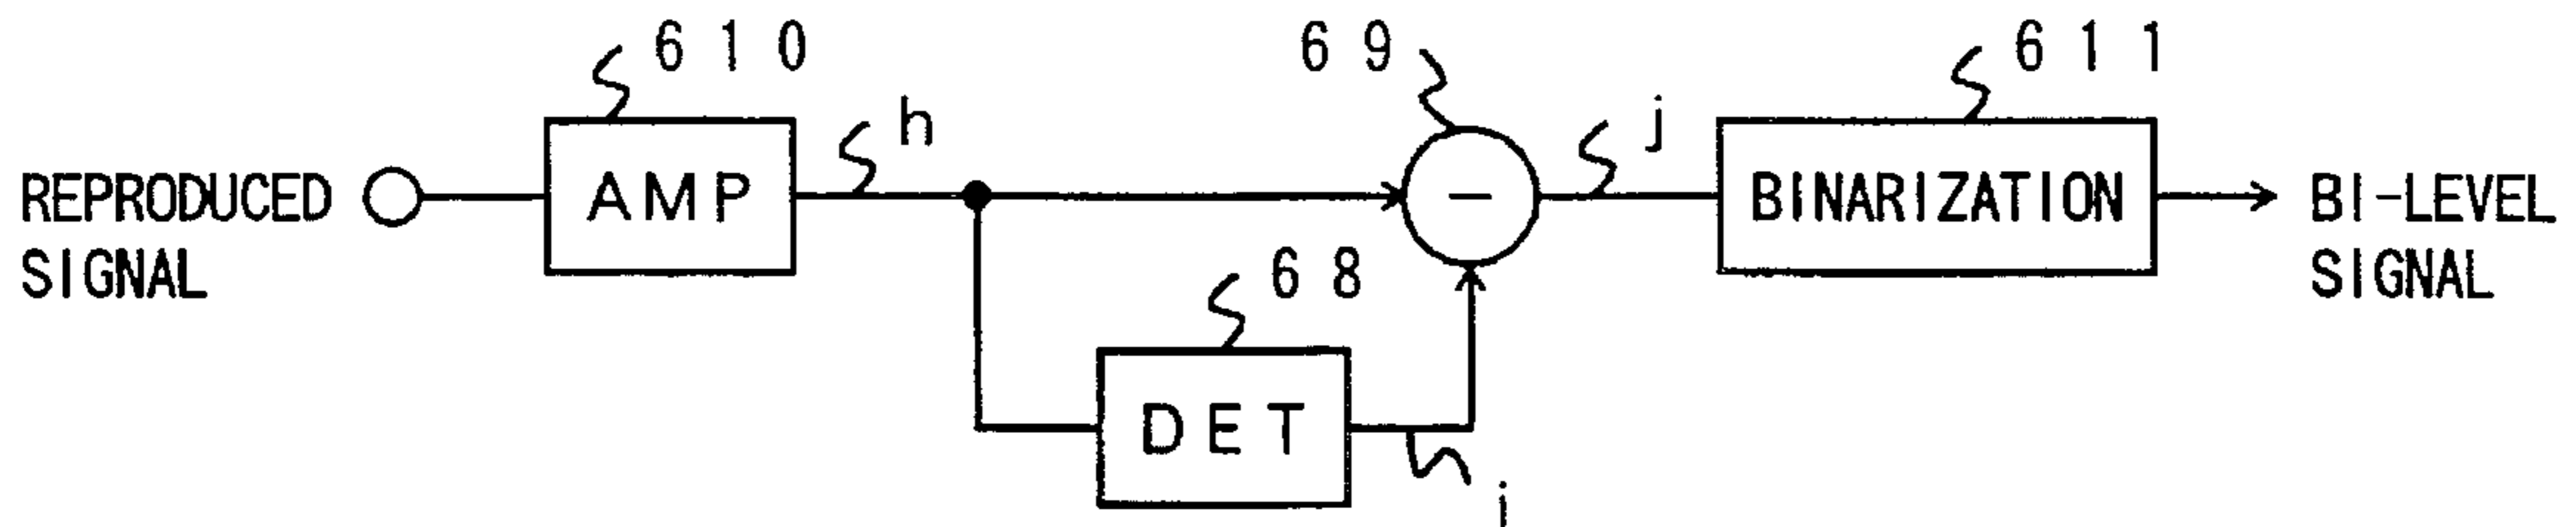 610
69
611
h
j
REPRODUCED
SIGNAL
AMP
−
BINARIZATION
BI-LEVEL
SIGNAL
68
DET
i